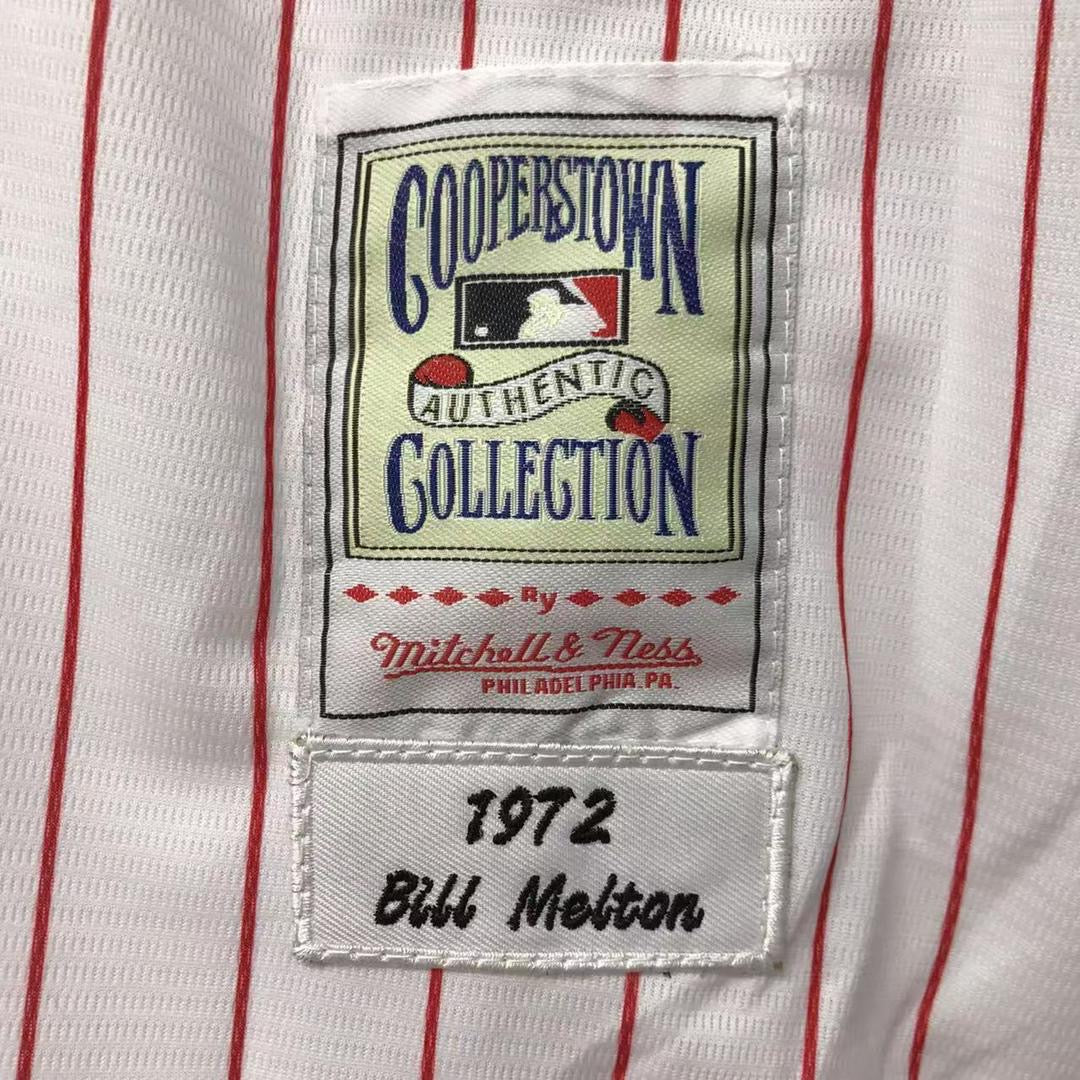 COOPERSTOWN
AUTHENTIC
COLLECTION
By
Mitchell & Ness
PHILADELPHIA.PA.
1972
Bill Melton